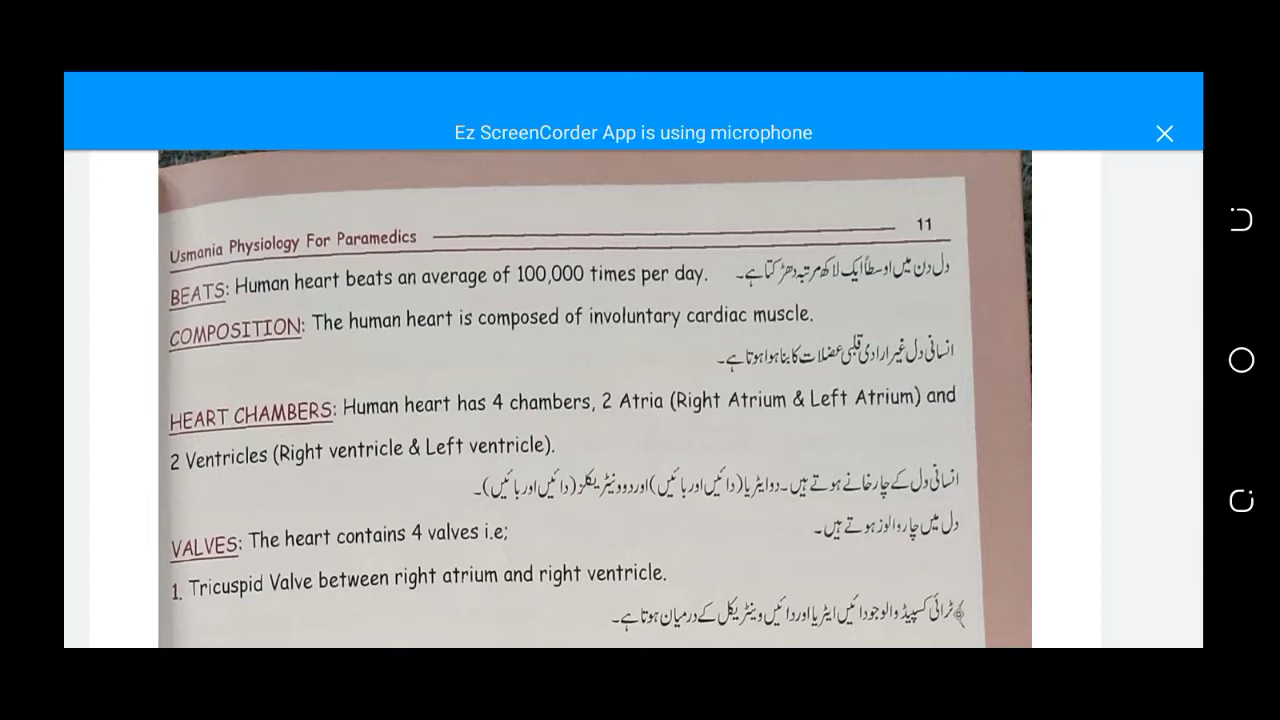 Ez ScreenCorder App is using microphone
Usmania Physiology For Paramedics 11
BEATS: Human heart beats an average of 100,000 times per day. دل دن میں اوسطاً ایک لاکھ مرتبہ دھڑکتا ہے۔
COMPOSITION: The human heart is composed of involuntary cardiac muscle.
انسانی دل غیر ارادی قلبی عضلات کا بنا ہوا ہوتا ہے۔
HEART CHAMBERS: Human heart has 4 chambers, 2 Atria (Right Atrium & Left Atrium) and
2 Ventricles (Right ventricle & Left ventricle).
انسانی دل کے چار خانے ہوتے ہیں۔ دو ایٹریا (دائیں اور بائیں) اور دو وینٹریکلز (دائیں اور بائیں)۔
VALVES: The heart contains 4 valves i.e; دل میں چار والوز ہوتے ہیں۔
1. Tricuspid Valve between right atrium and right ventricle.
ٹرائی کسپیڈ والو جو دائیں ایٹریا اور دائیں وینٹریکل کے درمیان ہوتا ہے۔